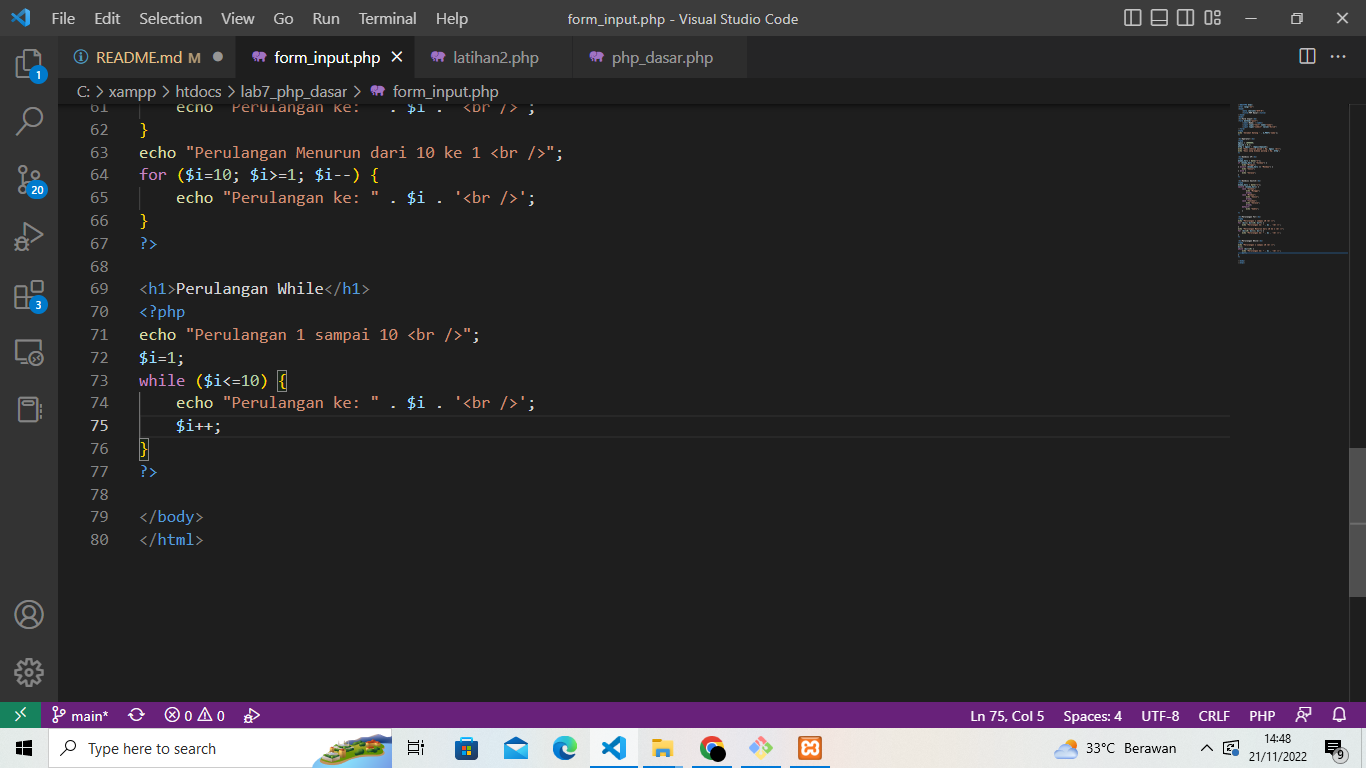 File Edit Selection View Go Run Terminal Help form_input.php - Visual Studio Code
README.md M form_input.php latihan2.php php_dasar.php
C: > xampp > htdocs > lab7_php_dasar > form_input.php
61 echo "Perulangan ke: " . $i . '<br />';
62 }
63 echo "Perulangan Menurun dari 10 ke 1 <br />";
64 for ($i=10; $i>=1; $i--) {
65 echo "Perulangan ke: " . $i . '<br />';
66 }
67 ?>
68
69 <h1>Perulangan While</h1>
70 <?php
71 echo "Perulangan 1 sampai 10 <br />";
72 $i=1;
73 while ($i<=10) {
74 echo "Perulangan ke: " . $i . '<br />';
75 $i++;
76 }
77 ?>
78
79 </body>
80 </html>
1
20
3
main* 0 0 Ln 75, Col 5 Spaces: 4 UTF-8 CRLF PHP
Type here to search 33°C Berawan 14:48
21/11/2022 9